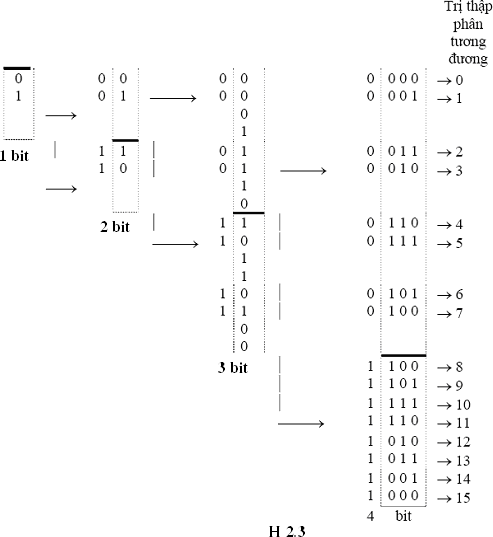 Trị thập
phân
tương
đương
0 0 0 0 0 0 0 0 0 → 0
1 0 1 → 0 0 0 0 0 1 → 1
→ 0
1
1 bit 1 1 0 1 0 0 1 1 → 2
1 0 0 1 → 0 0 1 0 → 3
→ 1
0
2 bit 1 1 0 1 1 0 → 4
→ 1 0 0 1 1 1 → 5
1
1
1 0 0 1 0 1 → 6
1 1 0 1 0 0 → 7
0
0
3 bit 1 1 0 0 → 8
1 1 0 1 → 9
1 1 1 1 → 10
→ 1 1 1 0 → 11
1 0 1 0 → 12
1 0 1 1 → 13
1 0 0 1 → 14
1 0 0 0 → 15
4 bit
H 2.3